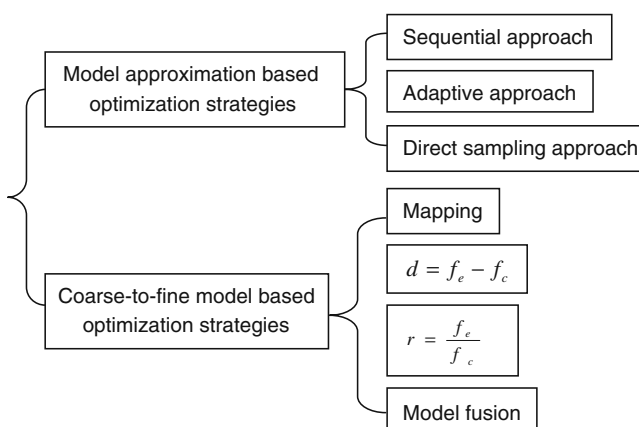 Model approximation based
optimization strategies
Sequential approach
Adaptive approach
Direct sampling approach
Coarse-to-fine model based
optimization strategies
Mapping
d = f_e − f_c
r = f_e / f_c
Model fusion